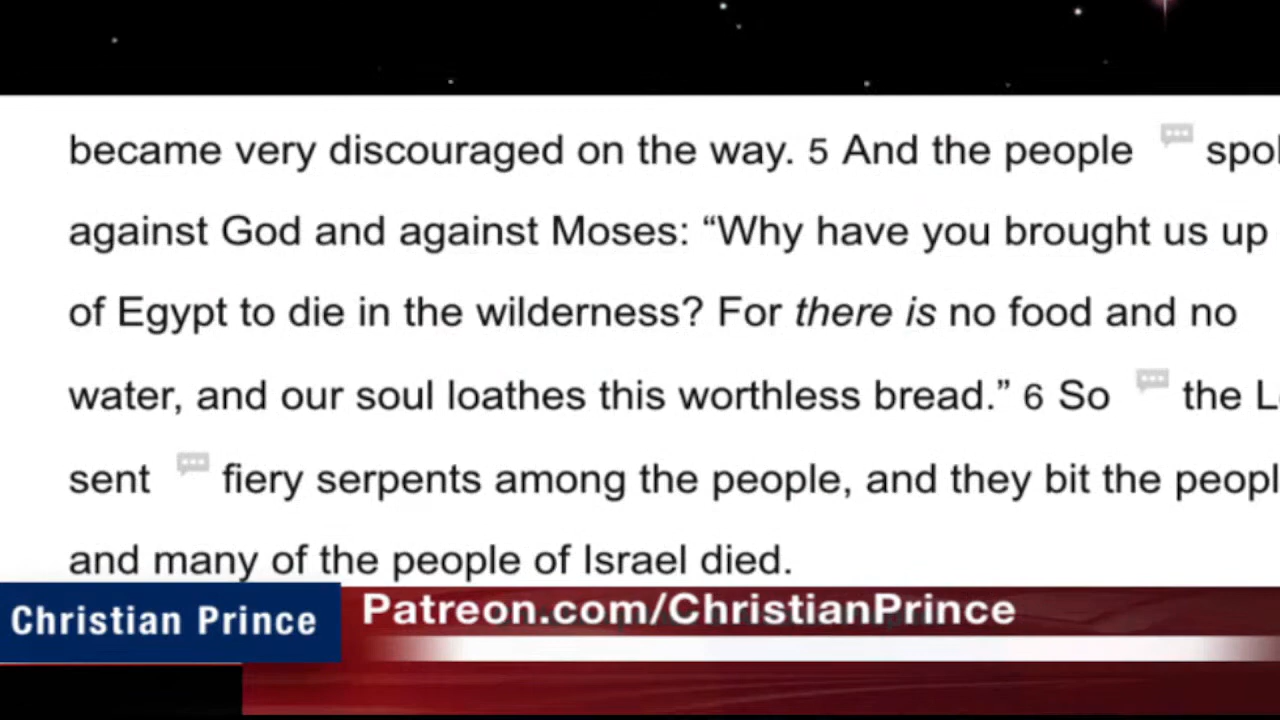 became very discouraged on the way. 5 And the people spok
against God and against Moses: “Why have you brought us up
of Egypt to die in the wilderness? For there is no food and no
water, and our soul loathes this worthless bread.” 6 So the L
sent fiery serpents among the people, and they bit the peopl
and many of the people of Israel died.
Christian Prince
Patreon.com/ChristianPrince